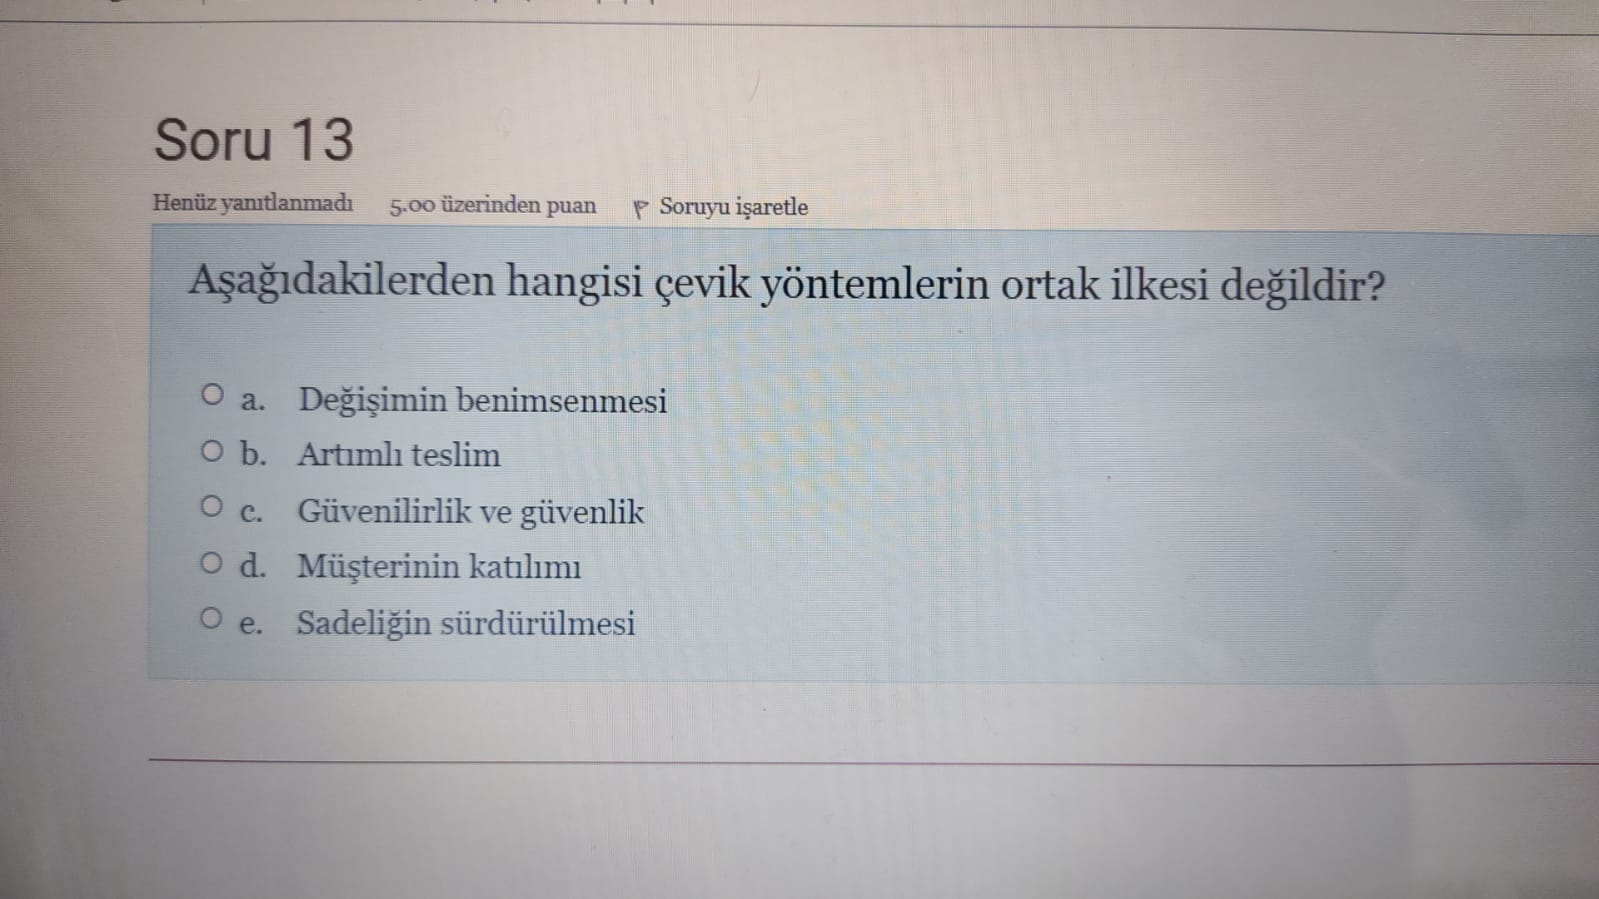 Soru 13
Henüz yanıtlanmadı 5.00 üzerinden puan Soruyu işaretle
Aşağıdakilerden hangisi çevik yöntemlerin ortak ilkesi değildir?
a. Değişimin benimsenmesi
b. Artımlı teslim
c. Güvenilirlik ve güvenlik
d. Müşterinin katılımı
e. Sadeliğin sürdürülmesi